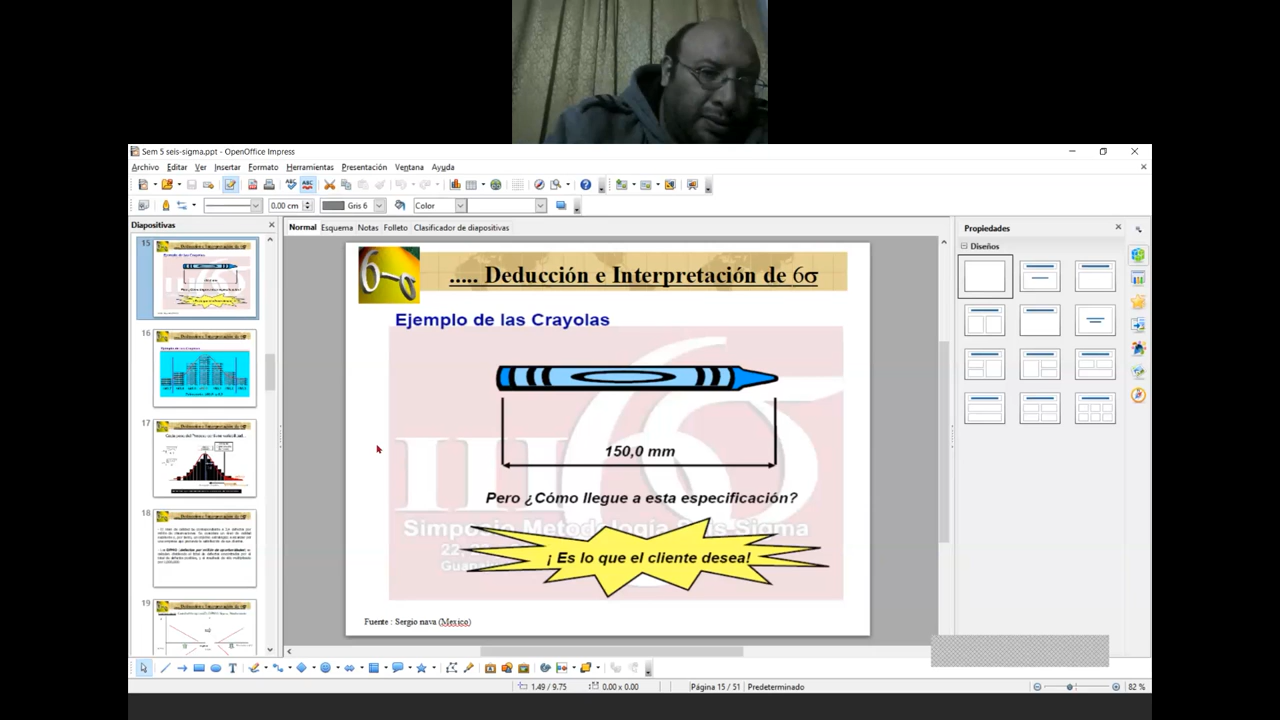 Sem 5 seis-sigma.ppt - OpenOffice Impress
Archivo Editar Ver Insertar Formato Herramientas Presentación Ventana Ayuda
0.00 cm Gris 6 Color
Diapositivas
Normal Esquema Notas Folleto Clasificador de diapositivas
Propiedades
Diseños
15
16
17
18
19
..... Deducción e Interpretación de 6σ
Ejemplo de las Crayolas
150,0 mm
Pero ¿Cómo llegue a esta especificación?
Simposio Metodología Seis Sigma
¡ Es lo que el cliente desea!
Fuente : Sergio nava (Mexico)
1.49 / 9.75 0.00 x 0.00 Página 15 / 51 Predeterminado 82 %